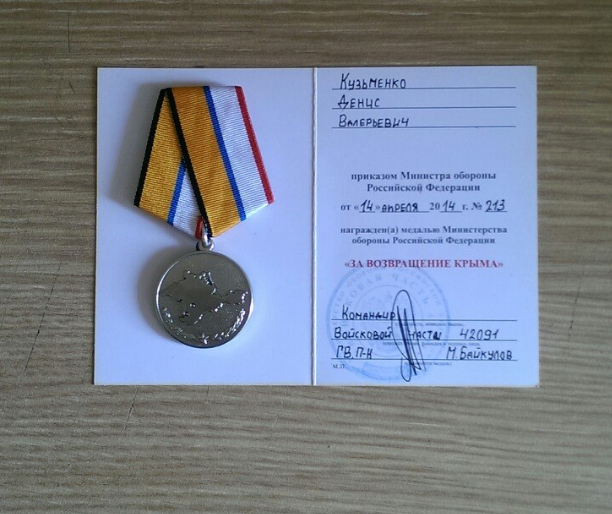 Кузьменко
Денис
Валерьевич
приказом Министра обороны
Российской Федерации
от «14» апреля 2014 г. № 213
награжден(а) медалью Министерства
обороны Российской Федерации
«ЗА ВОЗВРАЩЕНИЕ КРЫМА»
Командир
Войсковой части 42091
ГВ. П-К М. Байкулов
М.П.